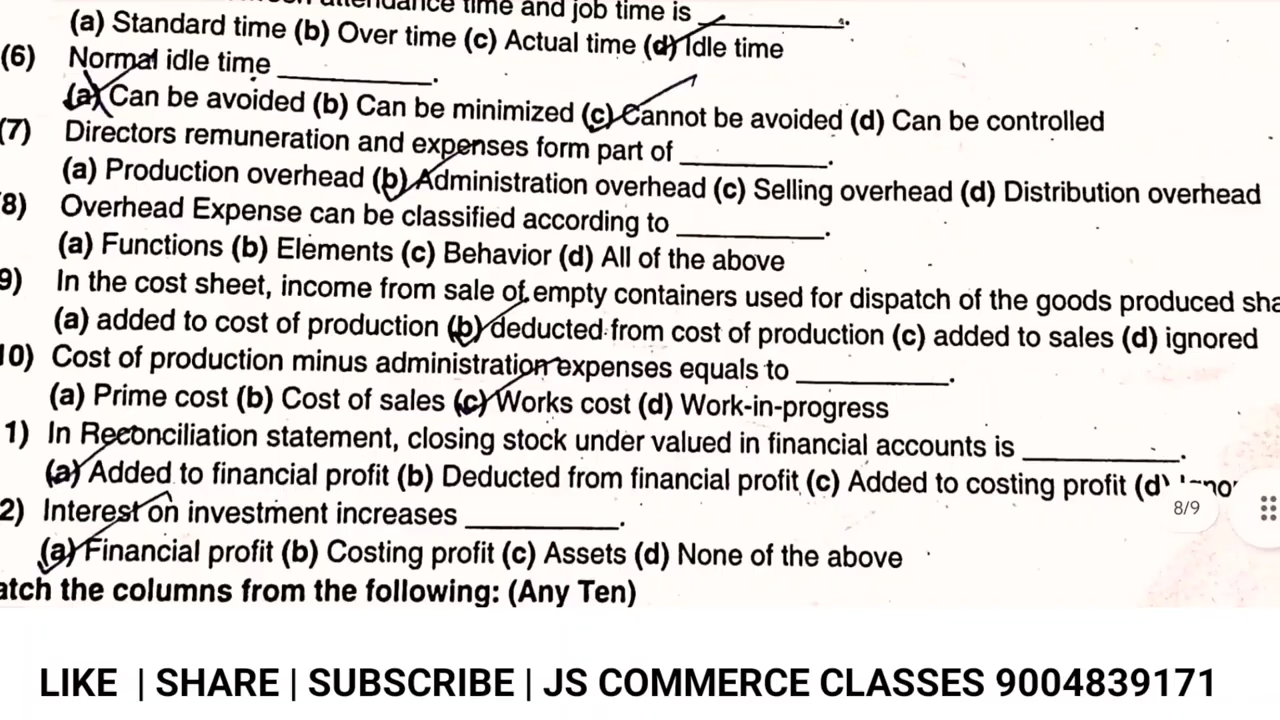 attendance time and job time is ________.
(a) Standard time (b) Over time (c) Actual time (d) Idle time
(6) Normal idle time ________.
(a) Can be avoided (b) Can be minimized (c) Cannot be avoided (d) Can be controlled
(7) Directors remuneration and expenses form part of ________.
(a) Production overhead (b) Administration overhead (c) Selling overhead (d) Distribution overhead
8) Overhead Expense can be classified according to ________.
(a) Functions (b) Elements (c) Behavior (d) All of the above
9) In the cost sheet, income from sale of empty containers used for dispatch of the goods produced sha
(a) added to cost of production (b) deducted from cost of production (c) added to sales (d) ignored
10) Cost of production minus administration expenses equals to ________.
(a) Prime cost (b) Cost of sales (c) Works cost (d) Work-in-progress
1) In Reconciliation statement, closing stock under valued in financial accounts is ________.
(a) Added to financial profit (b) Deducted from financial profit (c) Added to costing profit (d)
8/9
2) Interest on investment increases ________.
(a) Financial profit (b) Costing profit (c) Assets (d) None of the above
atch the columns from the following: (Any Ten)
LIKE | SHARE | SUBSCRIBE | JS COMMERCE CLASSES 9004839171